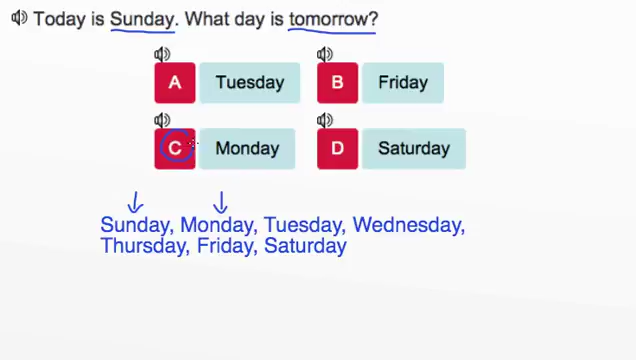 Today is Sunday. What day is tomorrow?
A Tuesday B Friday
C Monday D Saturday
Sunday, Monday, Tuesday, Wednesday,
Thursday, Friday, Saturday